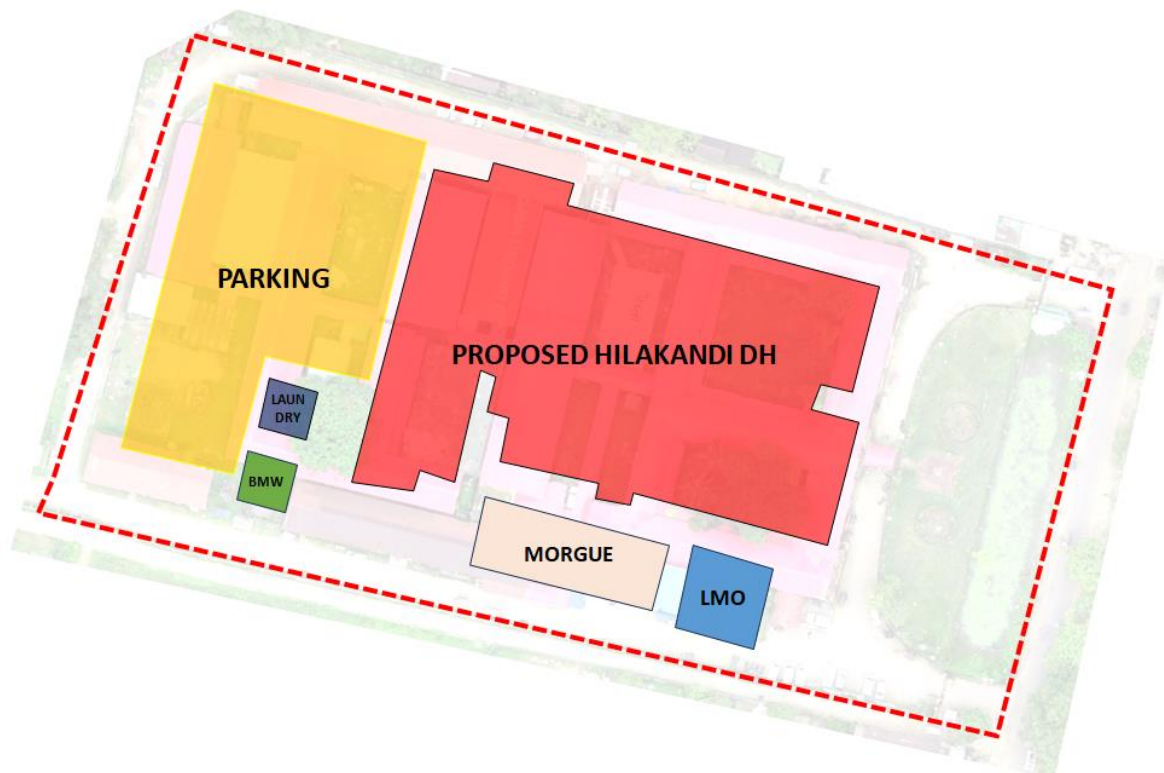 PARKING
PROPOSED HILAKANDI DH
LAUN
DRY
BMW
MORGUE
LMO